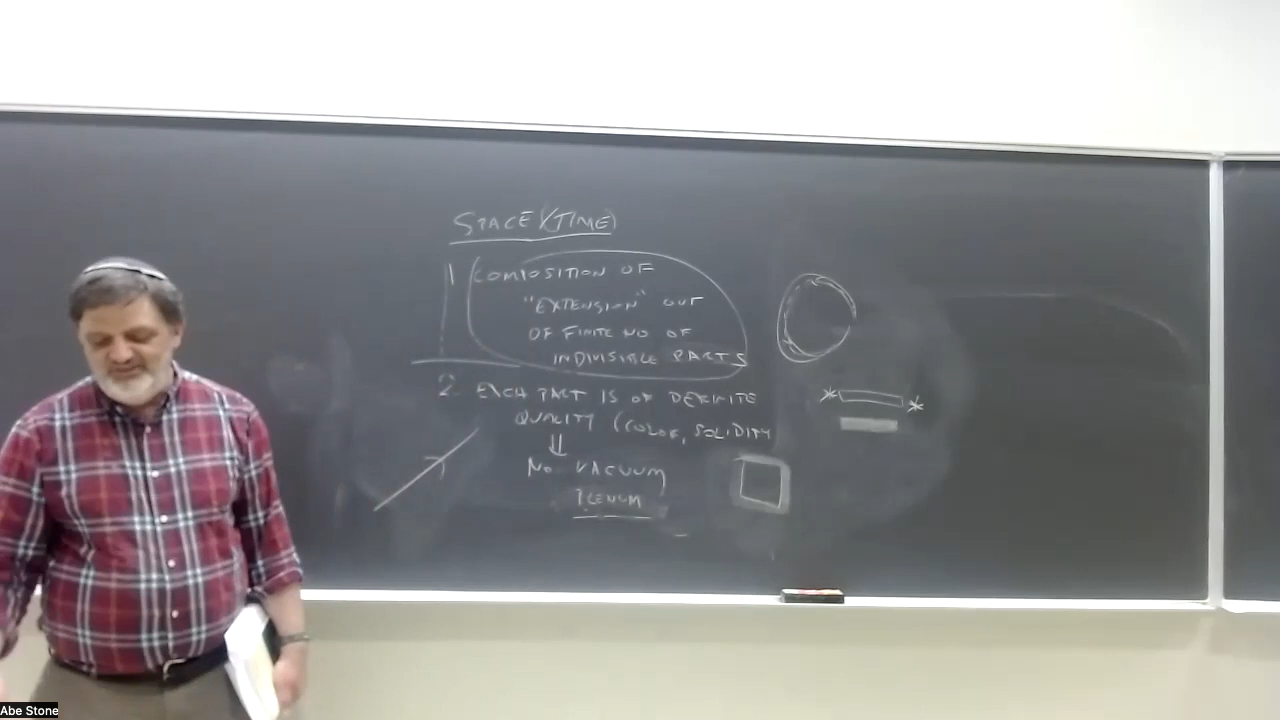 SPACE (TIME)
1 COMPOSITION OF
"EXTENSION" OUT
OF FINITE NO OF
INDIVISIBLE PARTS
2. EACH PART IS OF DEFINITE
QUALITY (COLOR, SOLIDITY
⇓
NO VACUUM
PLENUM
Abe Stone